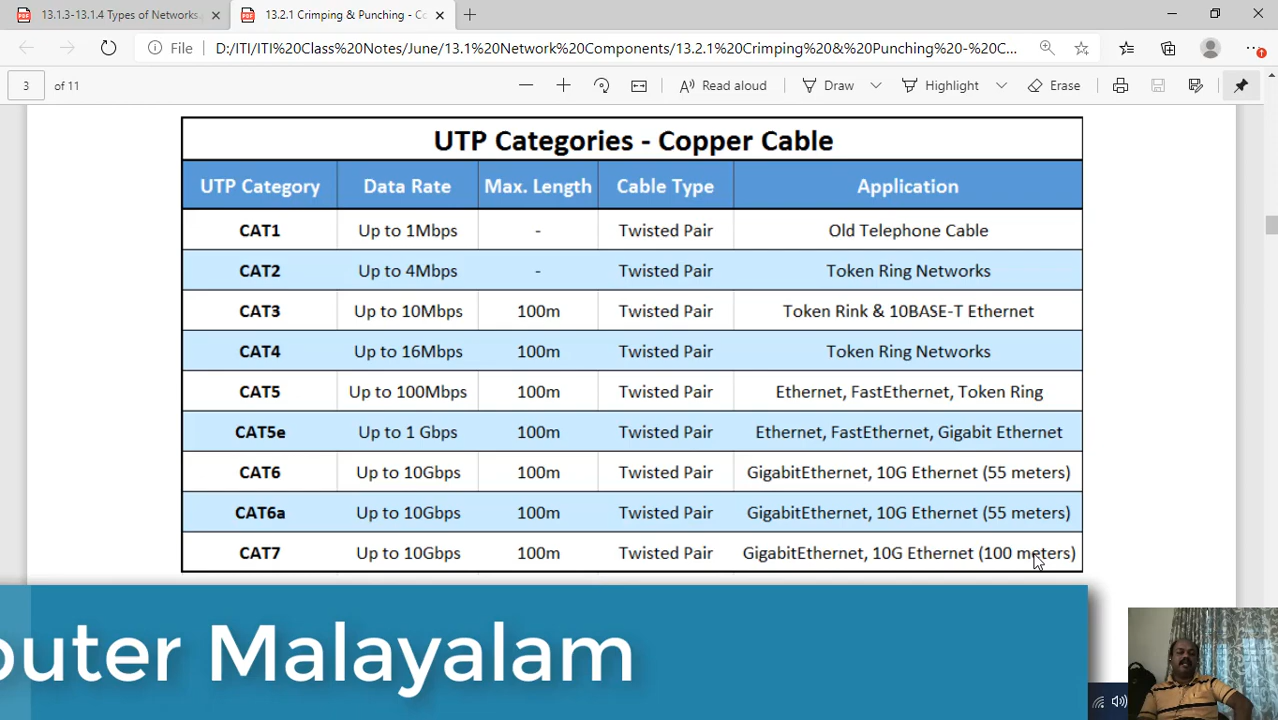 13.1.3-13.1.4 Types of Networks
13.2.1 Crimping & Punching - Co
File D:/ITI/ITI%20Class%20Notes/June/13.1%20Network%20Components/13.2.1%20Crimping%20&%20Punching%20-%20C...
3 of 11 Read aloud Draw Highlight Erase
UTP Categories - Copper Cable
UTP Category Data Rate Max. Length Cable Type Application
CAT1 Up to 1Mbps - Twisted Pair Old Telephone Cable
CAT2 Up to 4Mbps - Twisted Pair Token Ring Networks
CAT3 Up to 10Mbps 100m Twisted Pair Token Rink & 10BASE-T Ethernet
CAT4 Up to 16Mbps 100m Twisted Pair Token Ring Networks
CAT5 Up to 100Mbps 100m Twisted Pair Ethernet, FastEthernet, Token Ring
CAT5e Up to 1 Gbps 100m Twisted Pair Ethernet, FastEthernet, Gigabit Ethernet
CAT6 Up to 10Gbps 100m Twisted Pair GigabitEthernet, 10G Ethernet (55 meters)
CAT6a Up to 10Gbps 100m Twisted Pair GigabitEthernet, 10G Ethernet (55 meters)
CAT7 Up to 10Gbps 100m Twisted Pair GigabitEthernet, 10G Ethernet (100 meters)
outer Malayalam